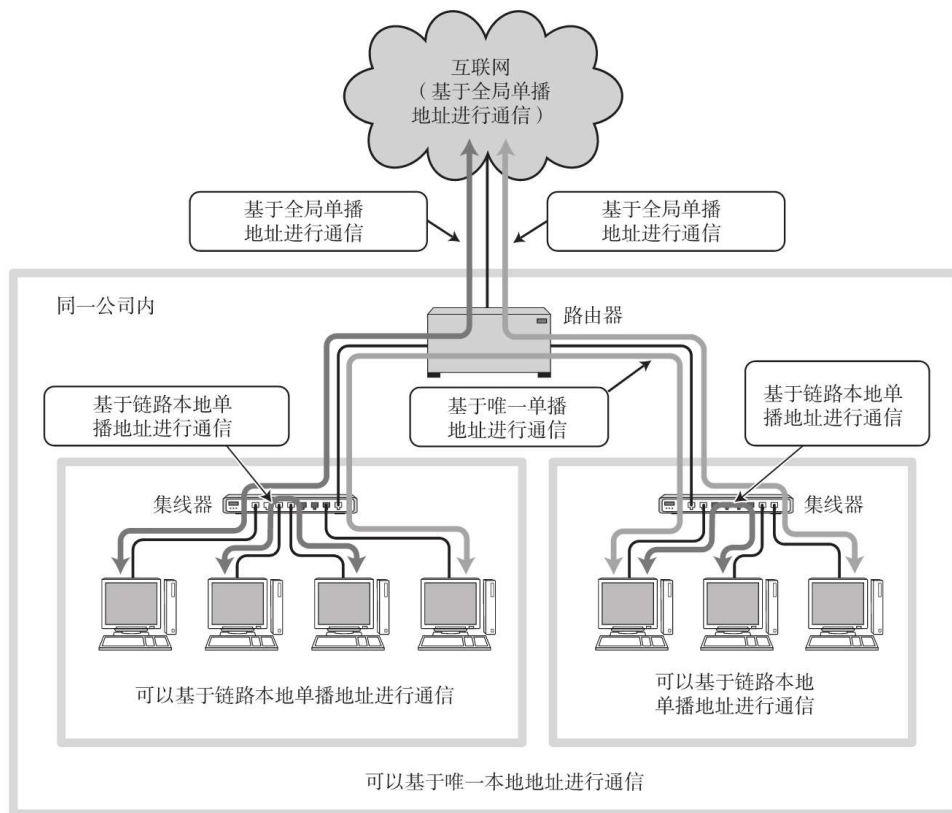 互联网
（基于全局单播
地址进行通信）
基于全局单播
地址进行通信
基于全局单播
地址进行通信
同一公司内
路由器
基于链路本地单
播地址进行通信
基于唯一单播
地址进行通信
基于链路本地单
播地址进行通信
集线器
集线器
可以基于链路本地单播地址进行通信
可以基于链路本地
单播地址进行通信
可以基于唯一本地地址进行通信